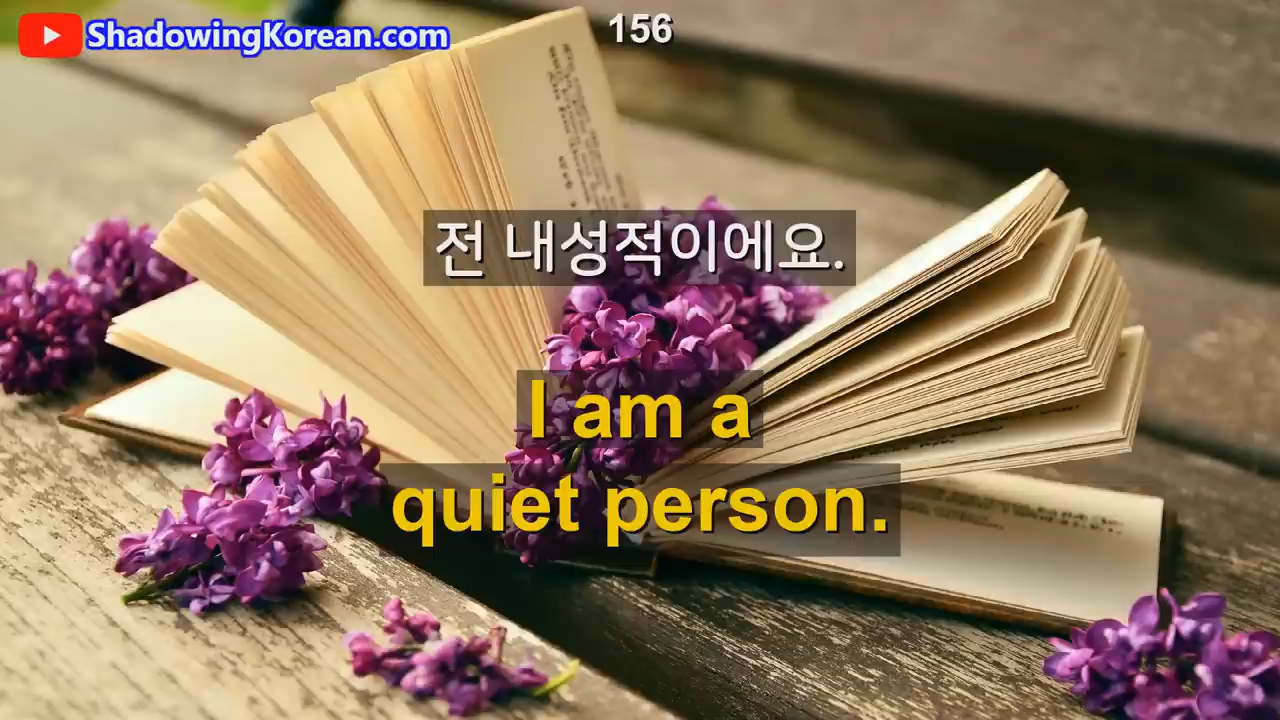 ShadowingKorean.com
156
전 내성적이에요.
I am a
quiet person.